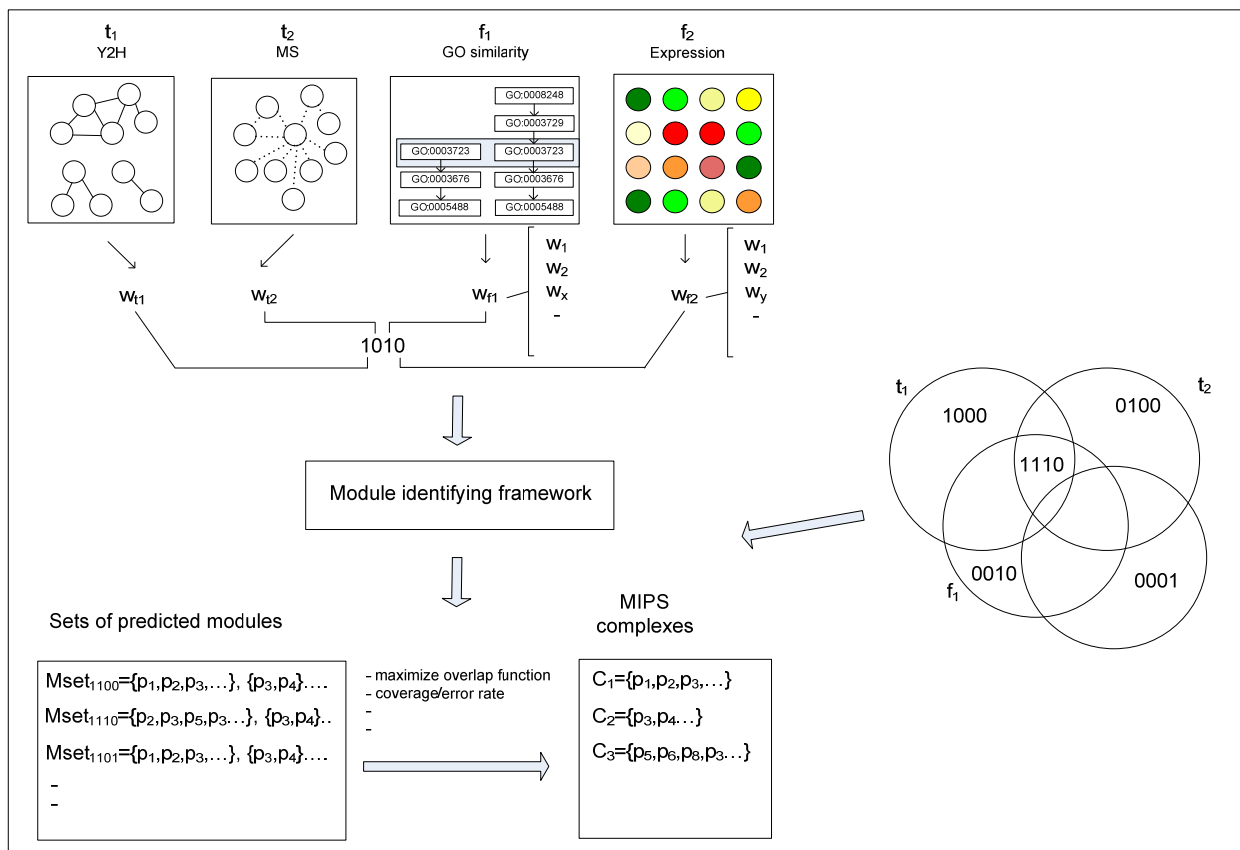 t1
Y2H
t2
MS
f1
GO similarity
f2
Expression
GO:0008248
GO:0003729
GO:0003723 GO:0003723
GO:0003676 GO:0003676
GO:0005488 GO:0005488
wt1
wt2
wf1
w1
w2
wx
-
wf2
w1
w2
wy
-
1010
Module identifying framework
t1
t2
1000
0100
1110
0010
0001
f1
Sets of predicted modules
Mset1100={p1,p2,p3,…}, {p3,p4}….
Mset1110={p2,p3,p5,p3…}, {p3,p4}..
Mset1101={p1,p2,p3,…}, {p3,p4}….
-
-
- maximize overlap function
- coverage/error rate
-
-
MIPS
complexes
C1={p1,p2,p3,…}
C2={p3,p4…}
C3={p5,p6,p8,p3…}